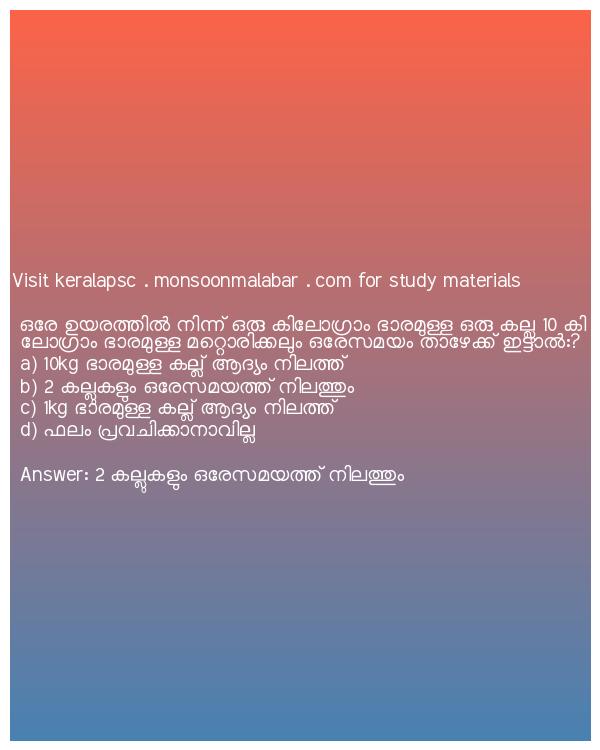 Visit keralapsc . monsoonmalabar . com for study materials
ഒരേ ഉയരത്തിൽ നിന്ന് ഒരു കിലോഗ്രാം ഭാരമുള്ള ഒരു കല്ലു 10 കി
ലോഗ്രാം ഭാരമുള്ള മറ്റൊരിക്കലും ഒരേസമയം താഴേക്ക് ഇട്ടാൽ:?
a) 10kg ഭാരമുള്ള കല്ല് ആദ്യം നിലത്ത്
b) 2 കല്ലുകളും ഒരേസമയത്ത് നിലത്തും
c) 1kg ഭാരമുള്ള കല്ല് ആദ്യം നിലത്ത്
d) ഫലം പ്രവചിക്കാനാവില്ല
Answer: 2 കല്ലുകളും ഒരേസമയത്ത് നിലത്തും